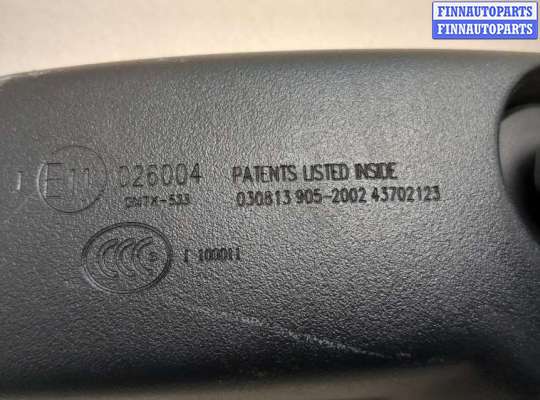 FINNAUTOPARTS
FINNAUTOPARTS
E11 026004 PATENTS LISTED INSIDE
GNTX-533 030813 905-2002 43702123
CCC I 100011